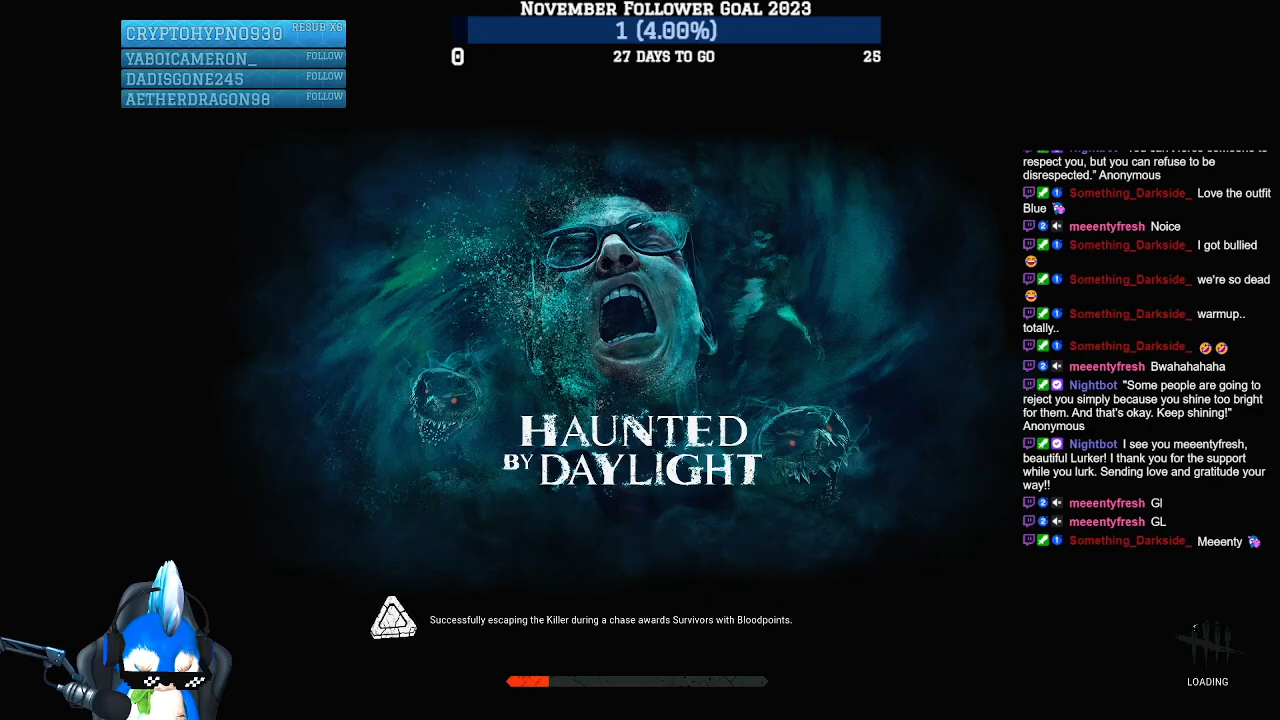 November Follower Goal 2023
1 (4.00%)
0
27 DAYS TO GO
25
CRYPTOHYPNO930 RESUB X6
YABOICAMERON_ FOLLOW
DADISGONE245 FOLLOW
AETHERDRAGON98 FOLLOW
respect you, but you can refuse to be
disrespected." Anonymous
Something_Darkside_ Love the outfit
Blue
meeentyfresh Noice
Something_Darkside_ I got bullied
Something_Darkside_ we're so dead
Something_Darkside_ warmup..
totally..
Something_Darkside_
meeentyfresh Bwahahahaha
Nightbot "Some people are going to
reject you simply because you shine too bright
for them. And that's okay. Keep shining!"
Anonymous
Nightbot I see you meeentyfresh,
beautiful Lurker! I thank you for the support
while you lurk. Sending love and gratitude your
way!!
meeentyfresh Gl
meeentyfresh GL
Something_Darkside_ Meeenty
HAUNTED
BY DAYLIGHT
Successfully escaping the Killer during a chase awards Survivors with Bloodpoints.
LOADING